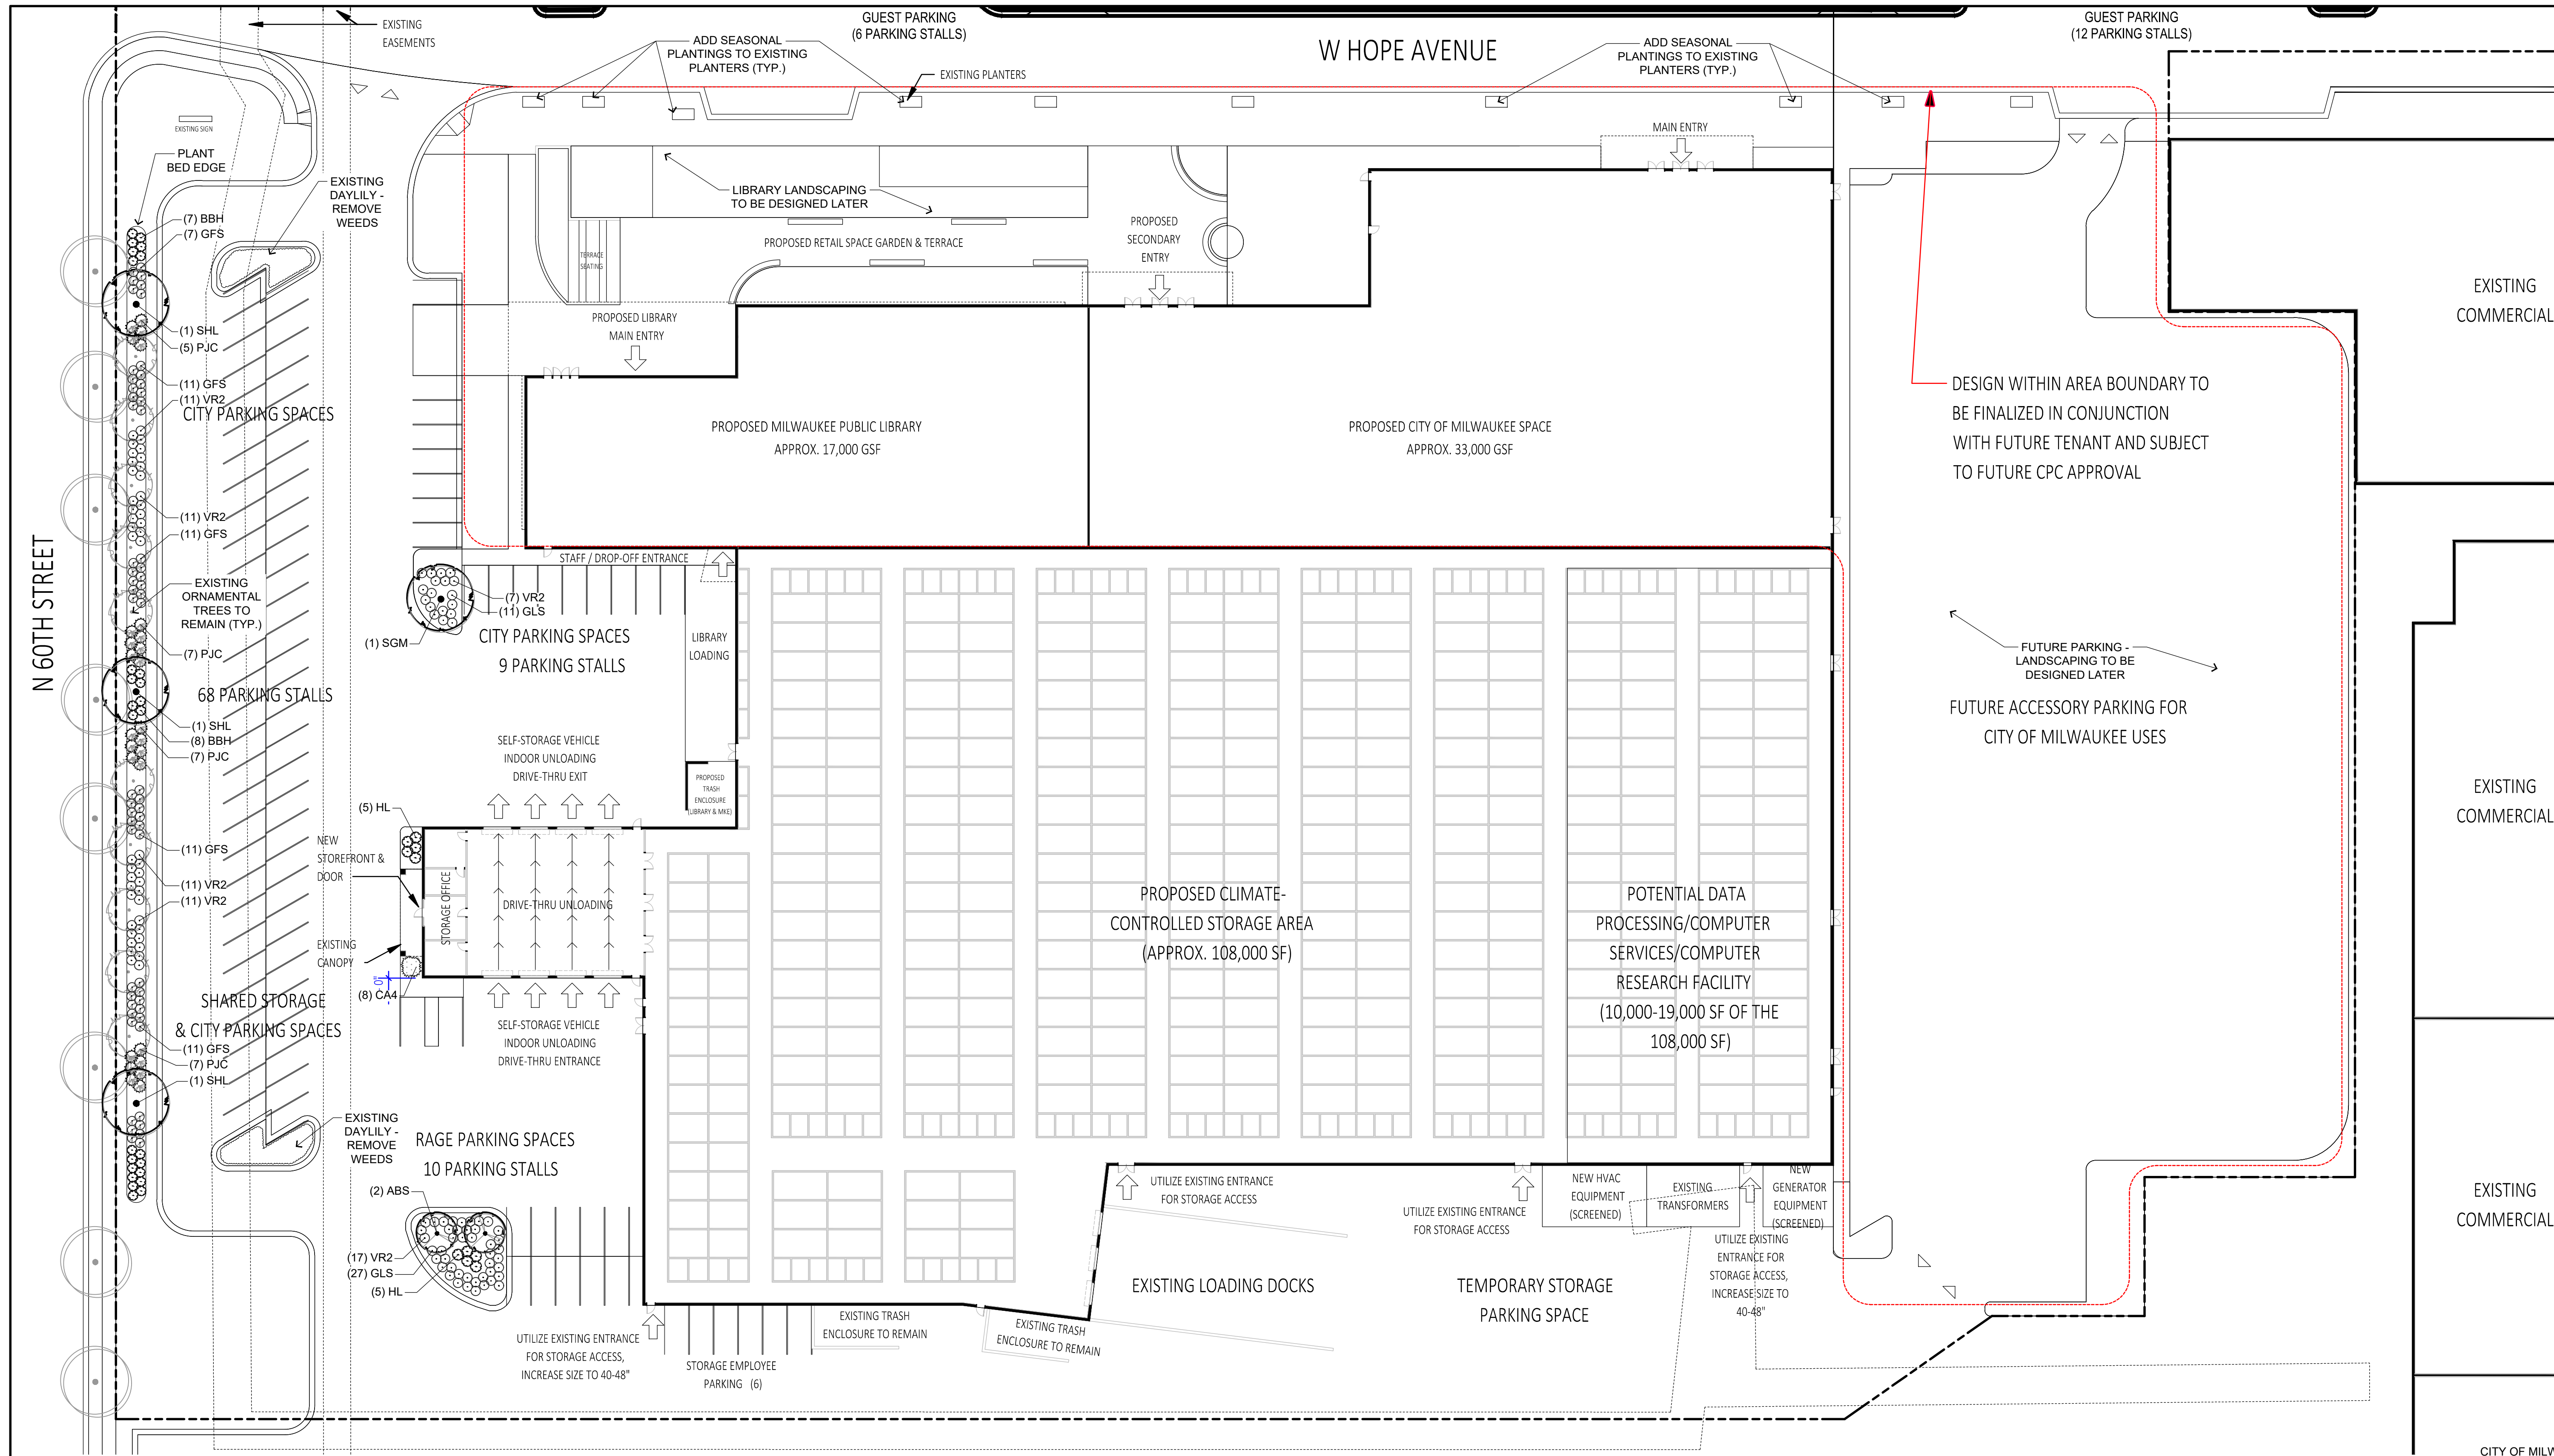 EXISTING
EASEMENTS
GUEST PARKING
(6 PARKING STALLS)
ADD SEASONAL
PLANTINGS TO EXISTING
PLANTERS (TYP.)
EXISTING PLANTERS
W HOPE AVENUE
ADD SEASONAL
PLANTINGS TO EXISTING
PLANTERS (TYP.)
GUEST PARKING
(12 PARKING STALLS)
EXISTING SIGN
PLANT
BED EDGE
EXISTING
DAYLILY -
REMOVE
WEEDS
MAIN ENTRY
LIBRARY LANDSCAPING
TO BE DESIGNED LATER
(7) BBH
(7) GFS
PROPOSED
SECONDARY
ENTRY
PROPOSED RETAIL SPACE GARDEN & TERRACE
TERRACE
SEATING
EXISTING
COMMERCIAL
PROPOSED LIBRARY
MAIN ENTRY
(1) SHL
(5) PJC
(11) GFS
(11) VR2
CITY PARKING SPACES
DESIGN WITHIN AREA BOUNDARY TO
BE FINALIZED IN CONJUNCTION
WITH FUTURE TENANT AND SUBJECT
TO FUTURE CPC APPROVAL
PROPOSED MILWAUKEE PUBLIC LIBRARY
APPROX. 17,000 GSF
PROPOSED CITY OF MILWAUKEE SPACE
APPROX. 33,000 GSF
(11) VR2
(11) GFS
N 60TH STREET
STAFF / DROP-OFF ENTRANCE
EXISTING
ORNAMENTAL
TREES TO
REMAIN (TYP.)
(7) VR2
(11) GLS
(1) SGM
CITY PARKING SPACES
9 PARKING STALLS
LIBRARY
LOADING
(7) PJC
68 PARKING STALLS
FUTURE PARKING -
LANDSCAPING TO BE
DESIGNED LATER
FUTURE ACCESSORY PARKING FOR
CITY OF MILWAUKEE USES
(1) SHL
(8) BBH
(7) PJC
SELF-STORAGE VEHICLE
INDOOR UNLOADING
DRIVE-THRU EXIT
PROPOSED
TRASH
ENCLOSURE
(LIBRARY & MKE)
EXISTING
COMMERCIAL
(5) HL
NEW
STOREFRONT &
DOOR
(11) GFS
(11) VR2
(11) VR2
STORAGE OFFICE
DRIVE-THRU UNLOADING
PROPOSED CLIMATE-
CONTROLLED STORAGE AREA
(APPROX. 108,000 SF)
POTENTIAL DATA
PROCESSING/COMPUTER
SERVICES/COMPUTER
RESEARCH FACILITY
(10,000-19,000 SF OF THE
108,000 SF)
EXISTING
CANOPY
(8) CA4
SHARED STORAGE
& CITY PARKING SPACES
SELF-STORAGE VEHICLE
INDOOR UNLOADING
DRIVE-THRU ENTRANCE
(11) GFS
(7) PJC
(1) SHL
EXISTING
DAYLILY -
REMOVE
WEEDS
RAGE PARKING SPACES
10 PARKING STALLS
(2) ABS
(17) VR2
(27) GLS
(5) HL
UTILIZE EXISTING ENTRANCE
FOR STORAGE ACCESS
UTILIZE EXISTING ENTRANCE
FOR STORAGE ACCESS
NEW HVAC
EQUIPMENT
(SCREENED)
EXISTING
TRANSFORMERS
NEW
GENERATOR
EQUIPMENT
(SCREENED)
UTILIZE EXISTING
ENTRANCE FOR
STORAGE ACCESS,
INCREASE SIZE TO
40-48"
EXISTING
COMMERCIAL
EXISTING LOADING DOCKS
TEMPORARY STORAGE
PARKING SPACE
UTILIZE EXISTING ENTRANCE
FOR STORAGE ACCESS,
INCREASE SIZE TO 40-48"
EXISTING TRASH
ENCLOSURE TO REMAIN
EXISTING TRASH
ENCLOSURE TO REMAIN
STORAGE EMPLOYEE
PARKING (6)
CITY OF MILW